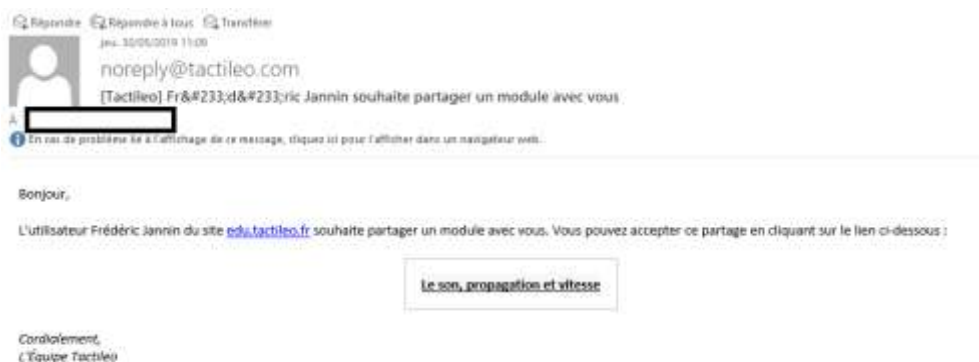 Répondre Répondre à tous Transférer
jeu. 30/05/2019 11:09
noreply@tactileo.com
[Tactileo] Fr&#233;d&#233;ric Jannin souhaite partager un module avec vous
À
En cas de problème lié à l'affichage de ce message, cliquez ici pour l'afficher dans un navigateur web.
Bonjour,
L'utilisateur Frédéric Jannin du site edu.tactileo.fr souhaite partager un module avec vous. Vous pouvez accepter ce partage en cliquant sur le lien ci-dessous :
Le son, propagation et vitesse
Cordialement,
L'Équipe Tactileo